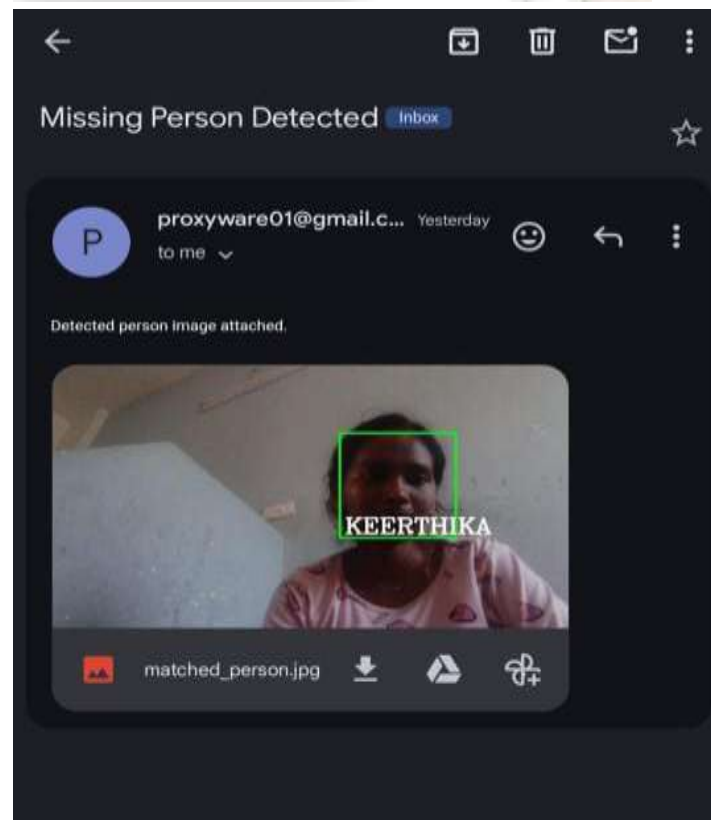 Missing Person Detected Inbox
P
proxyware01@gmail.c... Yesterday
to me
Detected person image attached.
KEERTHIKA
matched_person.jpg